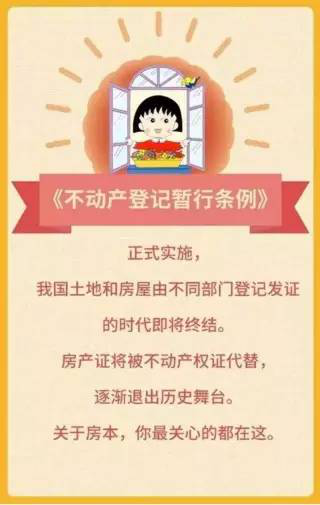 《不动产登记暂行条例》
正式实施，
我国土地和房屋由不同部门登记发证
的时代即将终结。
房产证将被不动产权证代替，
逐渐退出历史舞台。
关于房本，你最关心的都在这。